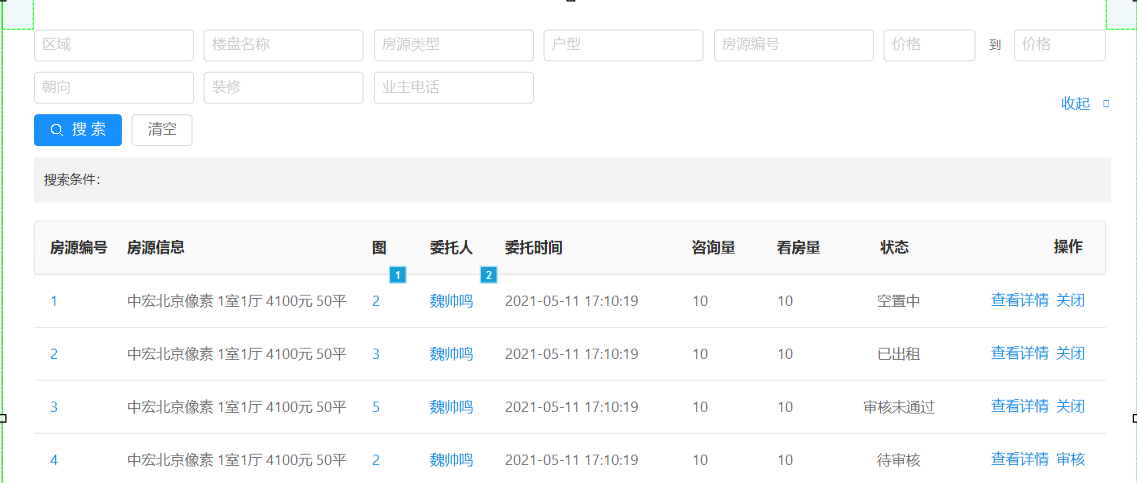 区域 楼盘名称 房源类型 户型 房源编号 价格 到 价格
朝向 装修 业主电话
收起
搜 索 清空
搜索条件：
房源编号 房源信息 图 委托人 委托时间 咨询量 看房量 状态 操作
1 2
1 中宏北京像素 1室1厅 4100元 50平 2 魏帅鸣 2021-05-11 17:10:19 10 10 空置中 查看详情 关闭
2 中宏北京像素 1室1厅 4100元 50平 3 魏帅鸣 2021-05-11 17:10:19 10 10 已出租 查看详情 关闭
3 中宏北京像素 1室1厅 4100元 50平 5 魏帅鸣 2021-05-11 17:10:19 10 10 审核未通过 查看详情 关闭
4 中宏北京像素 1室1厅 4100元 50平 2 魏帅鸣 2021-05-11 17:10:19 10 10 待审核 查看详情 审核